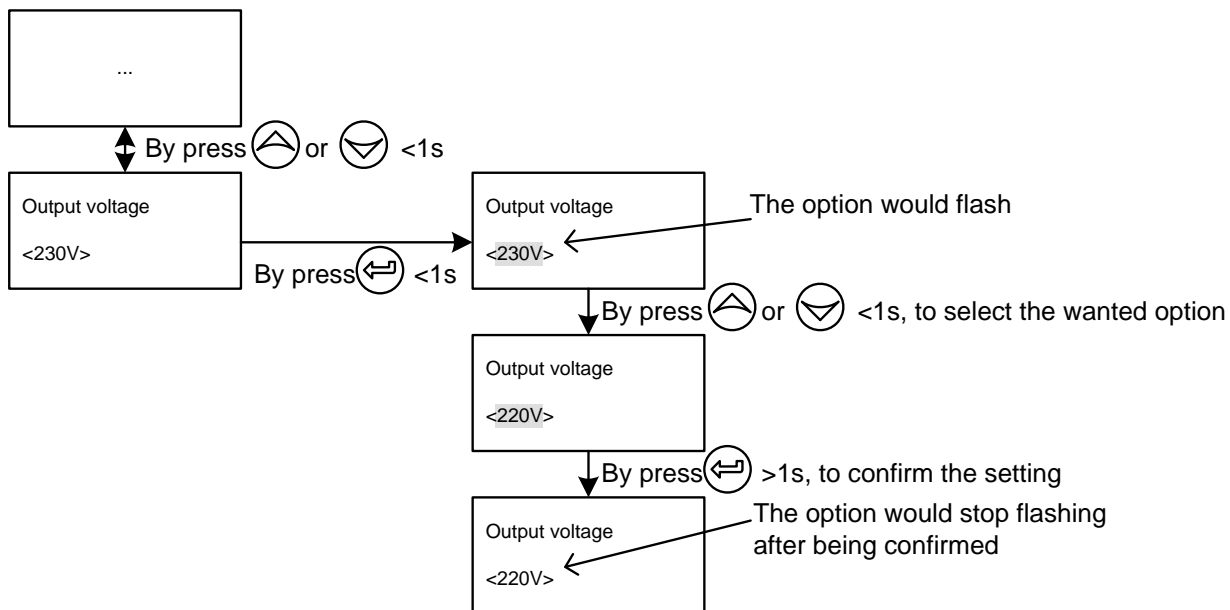 ...
By press or <1s
Output voltage
<230V>
By press <1s
Output voltage
<230V>
The option would flash
By press or <1s, to select the wanted option
Output voltage
<220V>
By press >1s, to confirm the setting
Output voltage
<220V>
The option would stop flashing
after being confirmed